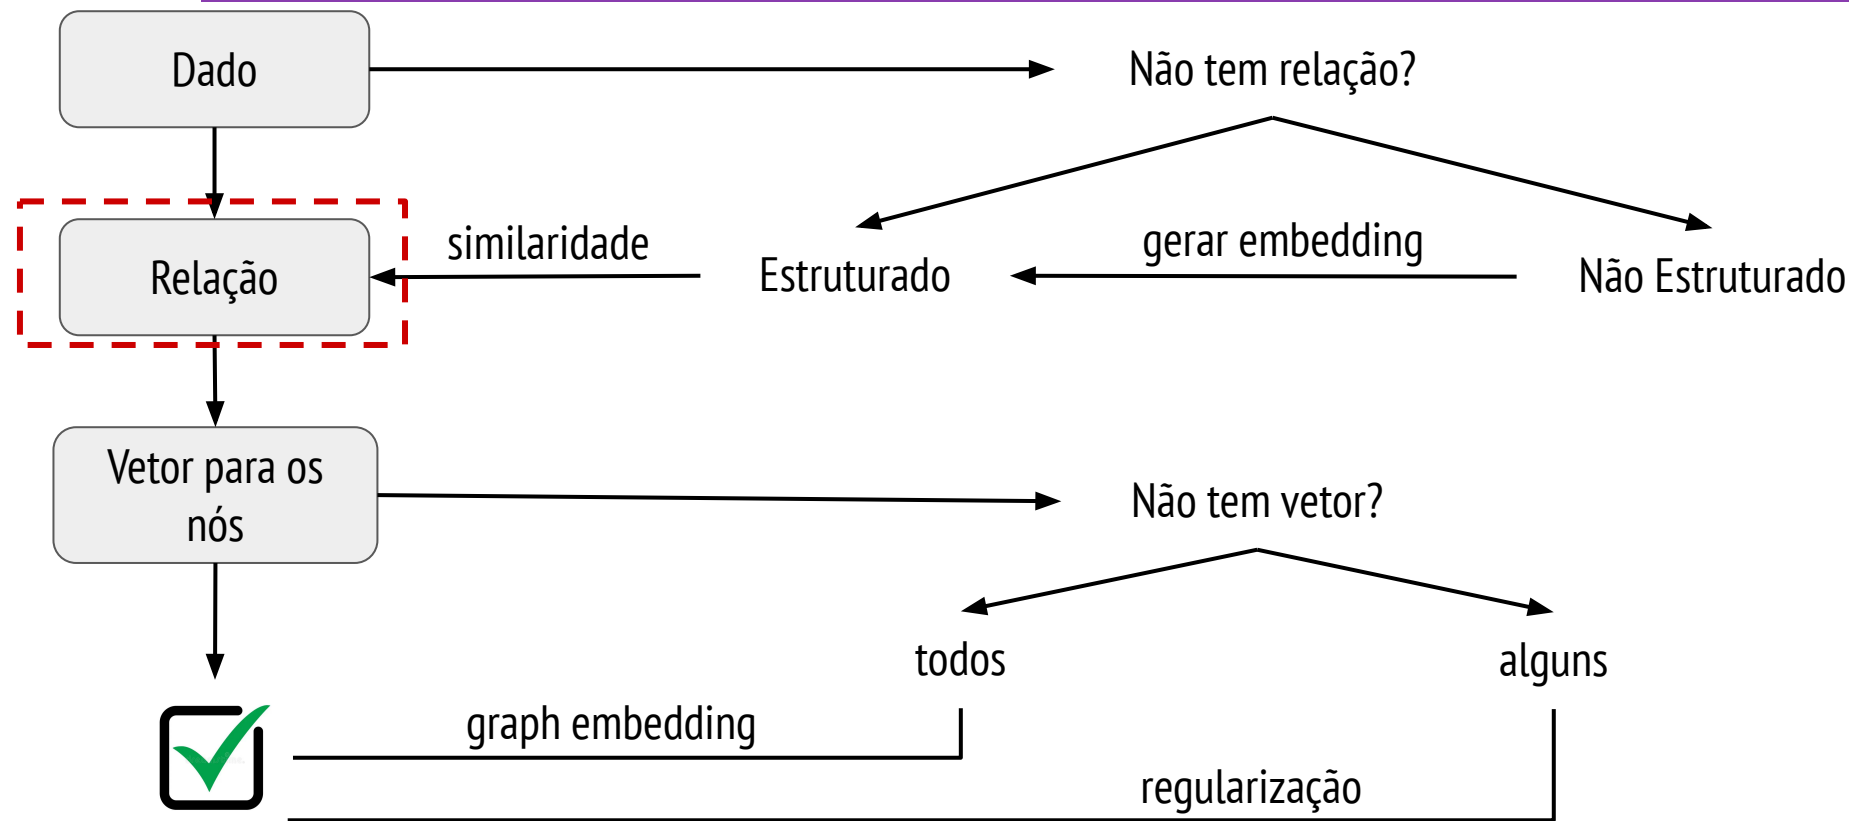 Dado
Não tem relação?
similaridade
gerar embedding
Relação
Estruturado
Não Estruturado
Vetor para os
nós
Não tem vetor?
todos
alguns
graph embedding
regularização